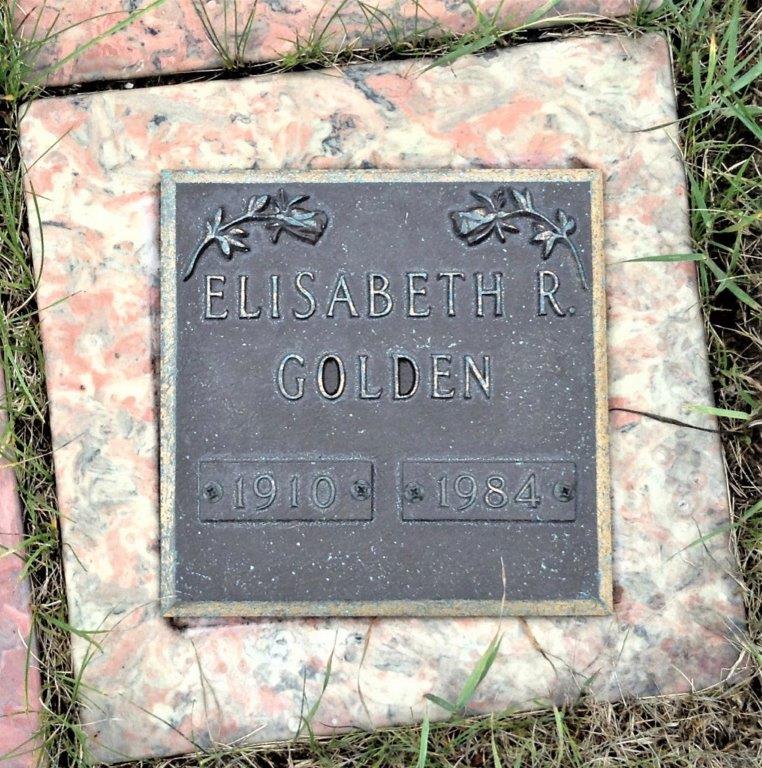 ELISABETH R.
GOLDEN
1910 1984